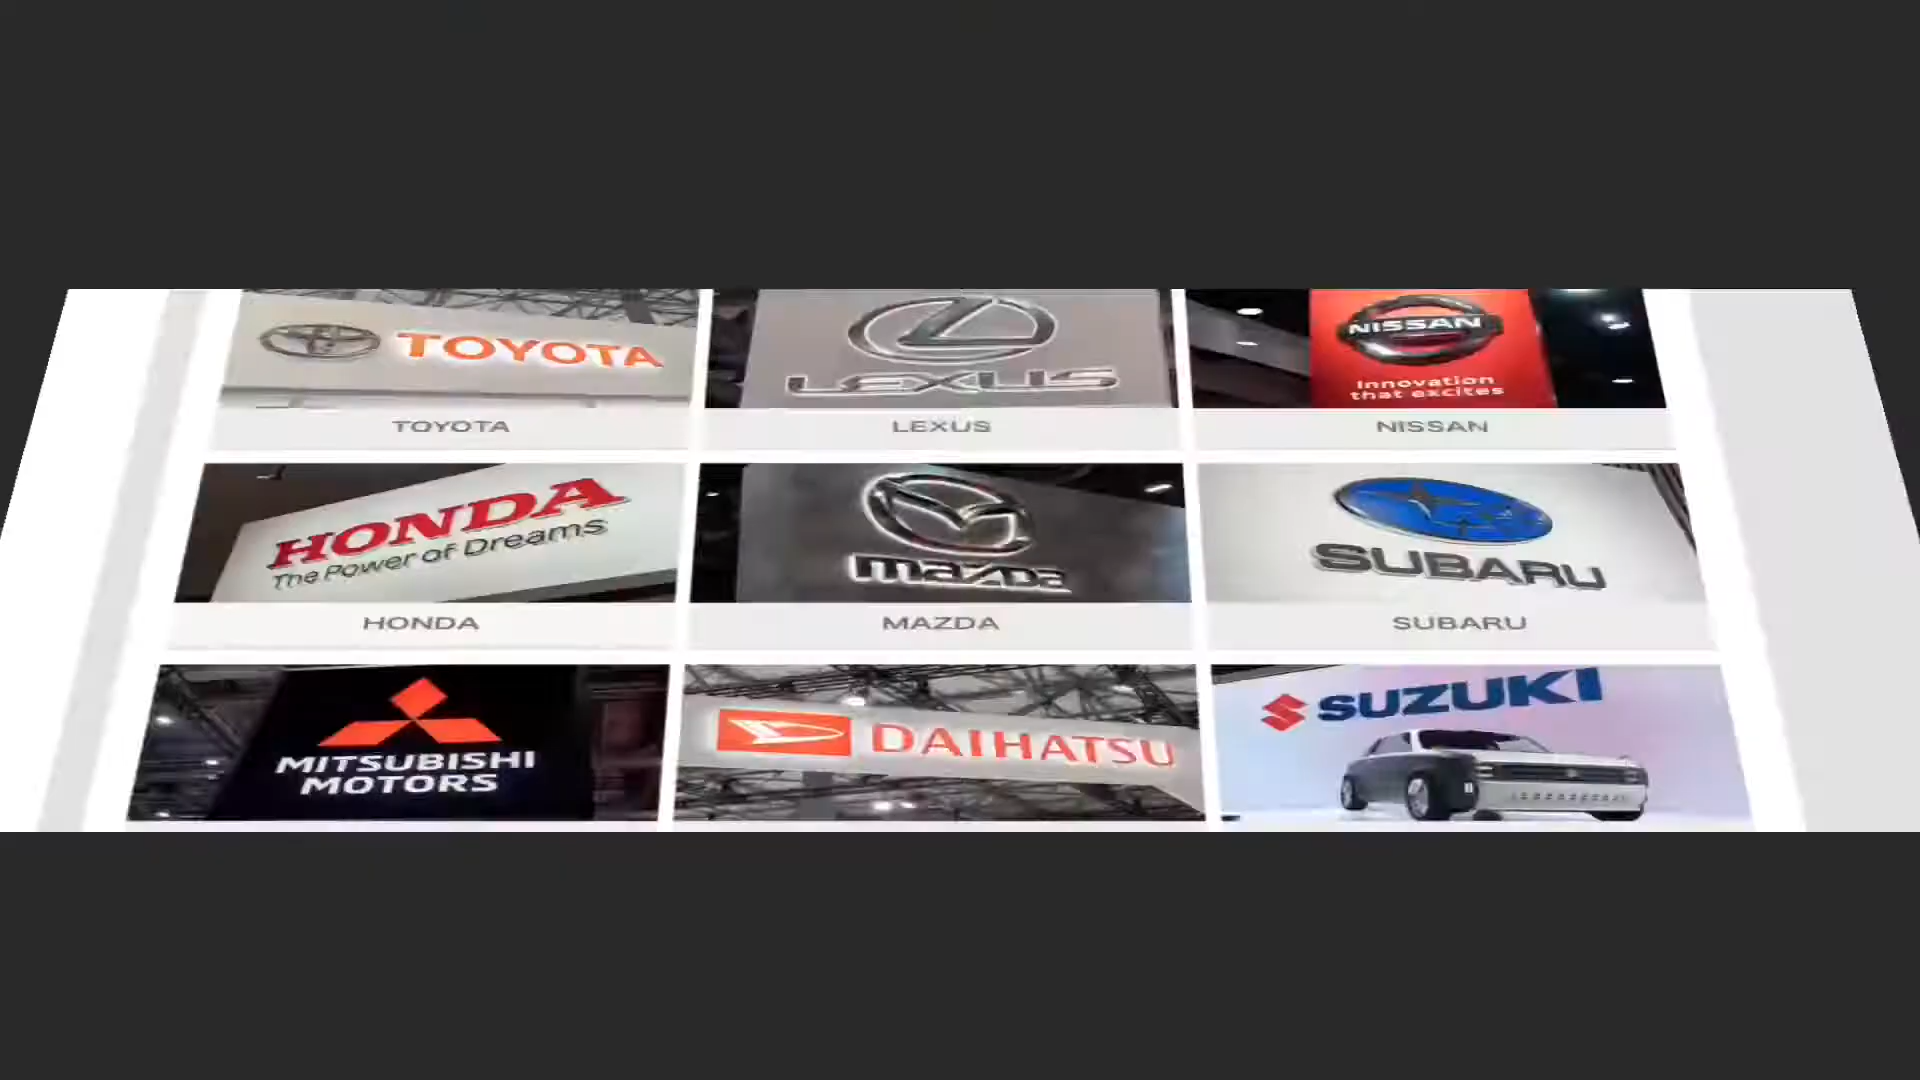 TOYOTA
LEXUS
NISSAN
Innovation
that excites
TOYOTA
LEXUS
NISSAN
HONDA
The Power of Dreams
mazda
SUBARU
HONDA
MAZDA
SUBARU
MITSUBISHI
MOTORS
DAIHATSU
SUZUKI